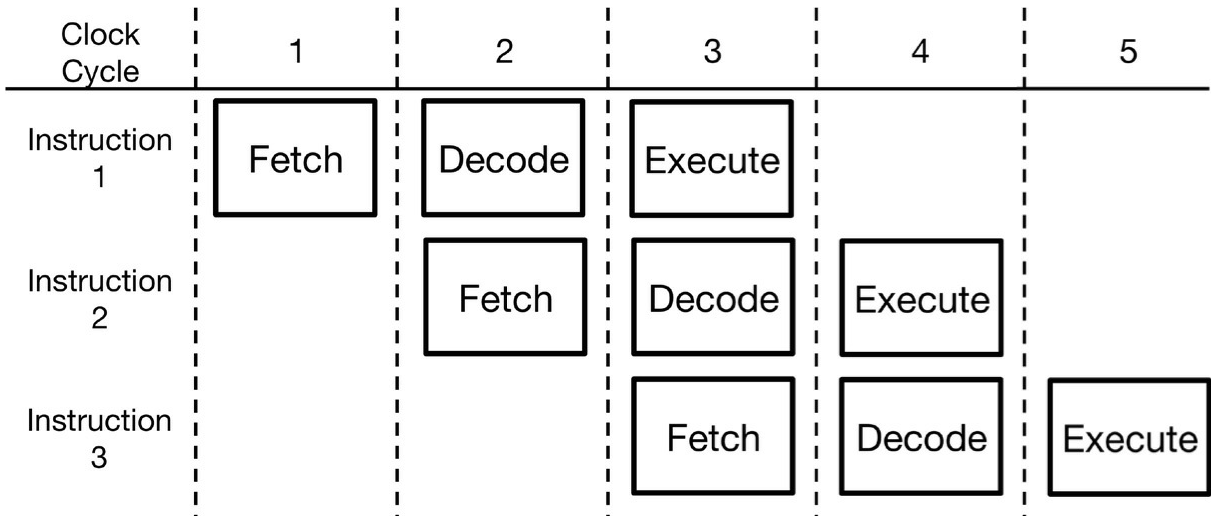 Clock
Cycle
1
2
3
4
5
Instruction
1
Fetch
Decode
Execute
Instruction
2
Fetch
Decode
Execute
Instruction
3
Fetch
Decode
Execute